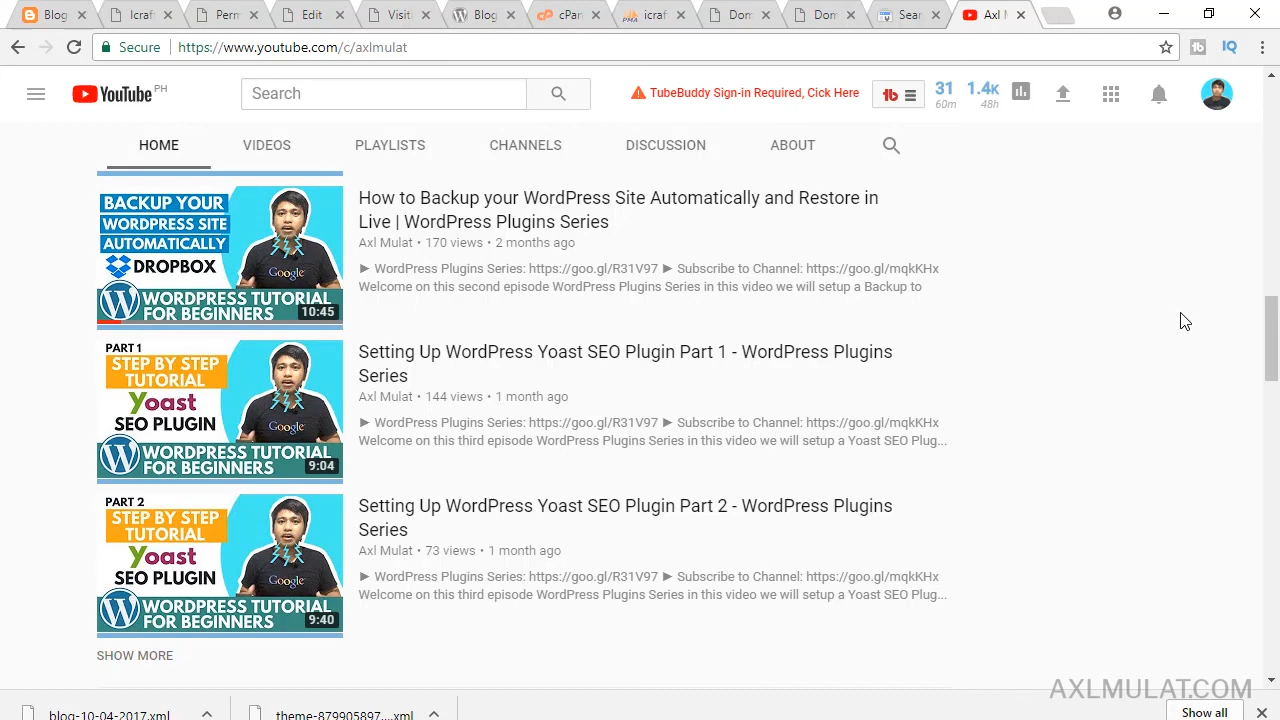 Blog
Icraf
Perm
Edit
Visit
Blog
cPan
icraf
Dom
Dom
Sear
Axl M
Secure
https://www.youtube.com/c/axlmulat
IQ
YouTube PH
Search
TubeBuddy Sign-in Required, Click Here
tb
31
60m
1.4k
48h
HOME
VIDEOS
PLAYLISTS
CHANNELS
DISCUSSION
ABOUT
BACKUP YOUR
WORDPRESS SITE
AUTOMATICALLY
DROPBOX
Google
WORDPRESS TUTORIAL
FOR BEGINNERS
10:45
How to Backup your WordPress Site Automatically and Restore in
Live | WordPress Plugins Series
Axl Mulat • 170 views • 2 months ago
► WordPress Plugins Series: https://goo.gl/R31V97 ► Subscribe to Channel: https://goo.gl/mqkKHx
Welcome on this second episode WordPress Plugins Series in this video we will setup a Backup to
PART 1
STEP BY STEP
TUTORIAL
Yoast
SEO PLUGIN
Google
WORDPRESS TUTORIAL
FOR BEGINNERS
9:04
Setting Up WordPress Yoast SEO Plugin Part 1 - WordPress Plugins
Series
Axl Mulat • 144 views • 1 month ago
► WordPress Plugins Series: https://goo.gl/R31V97 ► Subscribe to Channel: https://goo.gl/mqkKHx
Welcome on this third episode WordPress Plugins Series in this video we will setup a Yoast SEO Plug...
PART 2
STEP BY STEP
TUTORIAL
Yoast
SEO PLUGIN
Google
WORDPRESS TUTORIAL
FOR BEGINNERS
9:40
Setting Up WordPress Yoast SEO Plugin Part 2 - WordPress Plugins
Series
Axl Mulat • 73 views • 1 month ago
► WordPress Plugins Series: https://goo.gl/R31V97 ► Subscribe to Channel: https://goo.gl/mqkKHx
Welcome on this third episode WordPress Plugins Series in this video we will setup a Yoast SEO Plug...
SHOW MORE
AXLMULAT.COM
blog-10-04-2017.xml
theme-879905897....xml
Show all